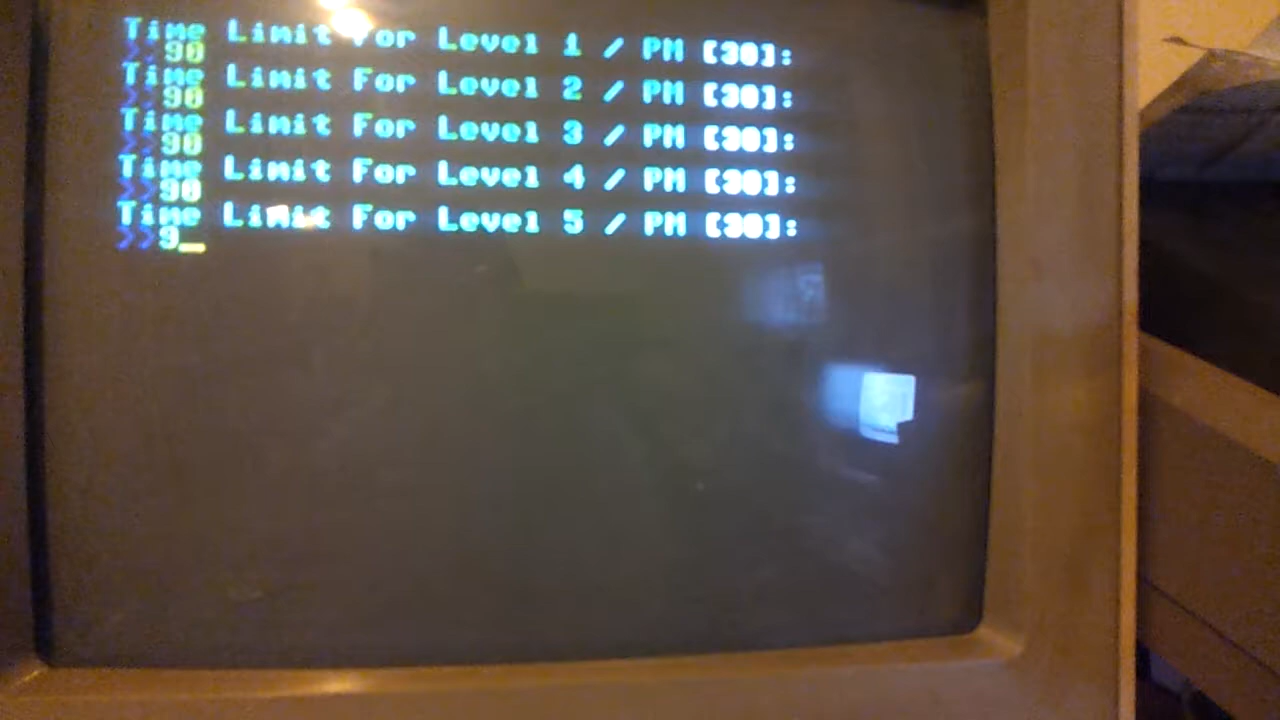 Time Limit For Level 1 / PM [30]:
>>90
Time Limit For Level 2 / PM [30]:
>>90
Time Limit For Level 3 / PM [30]:
>>90
Time Limit For Level 4 / PM [30]:
>>90
Time Limit For Level 5 / PM [30]:
>>9_